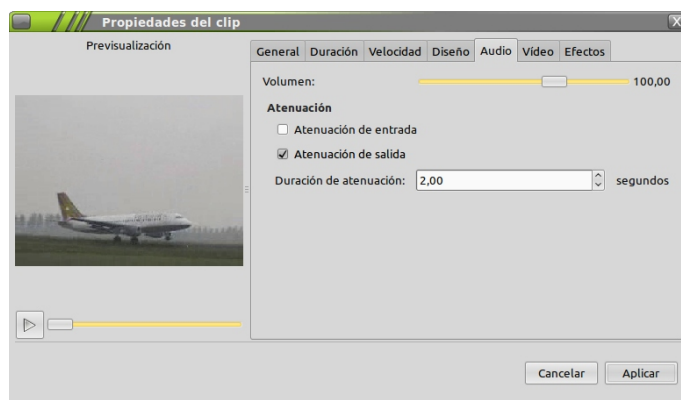 Propiedades del clip
Previsualización
General Duración Velocidad Diseño Audio Vídeo Efectos
Volumen: 100,00
Atenuación
Atenuación de entrada
Atenuación de salida
Duración de atenuación: 2,00 segundos
Cancelar Aplicar